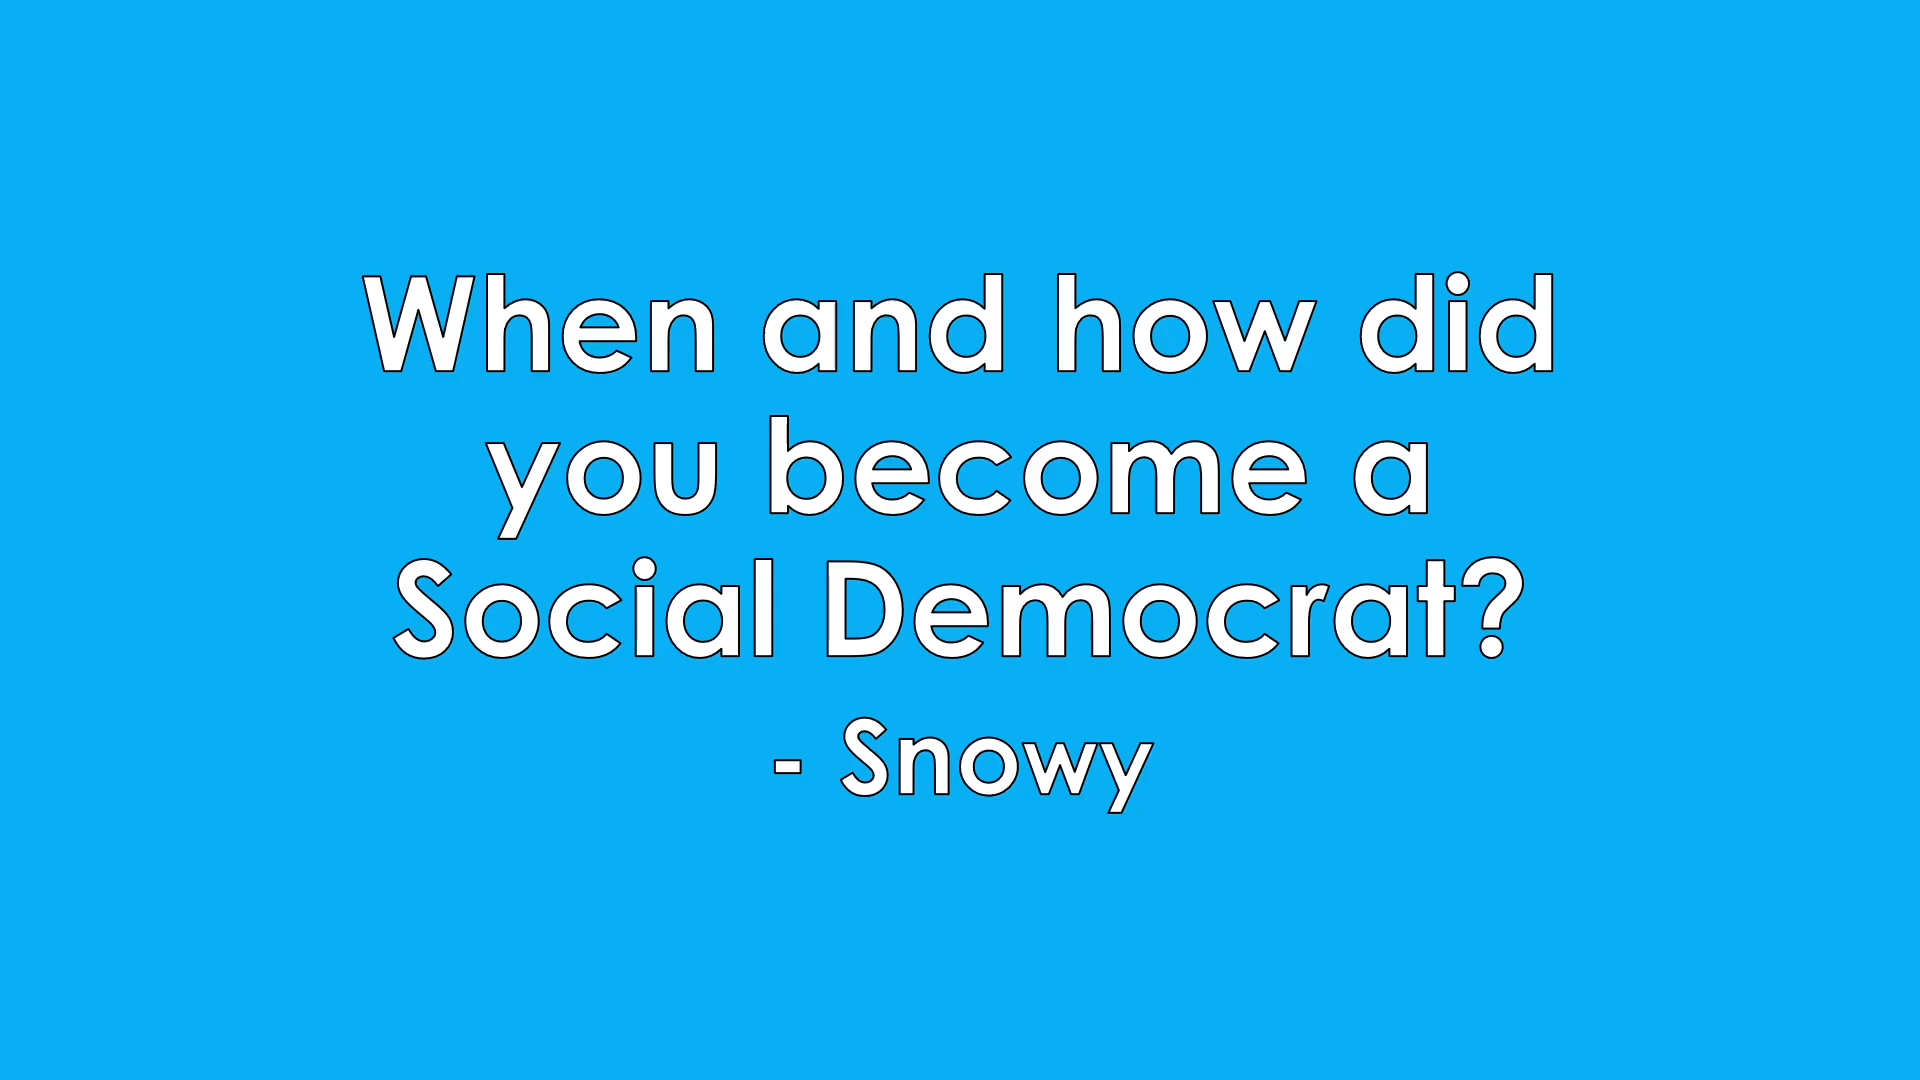 When and how did
you become a
Social Democrat?
- Snowy